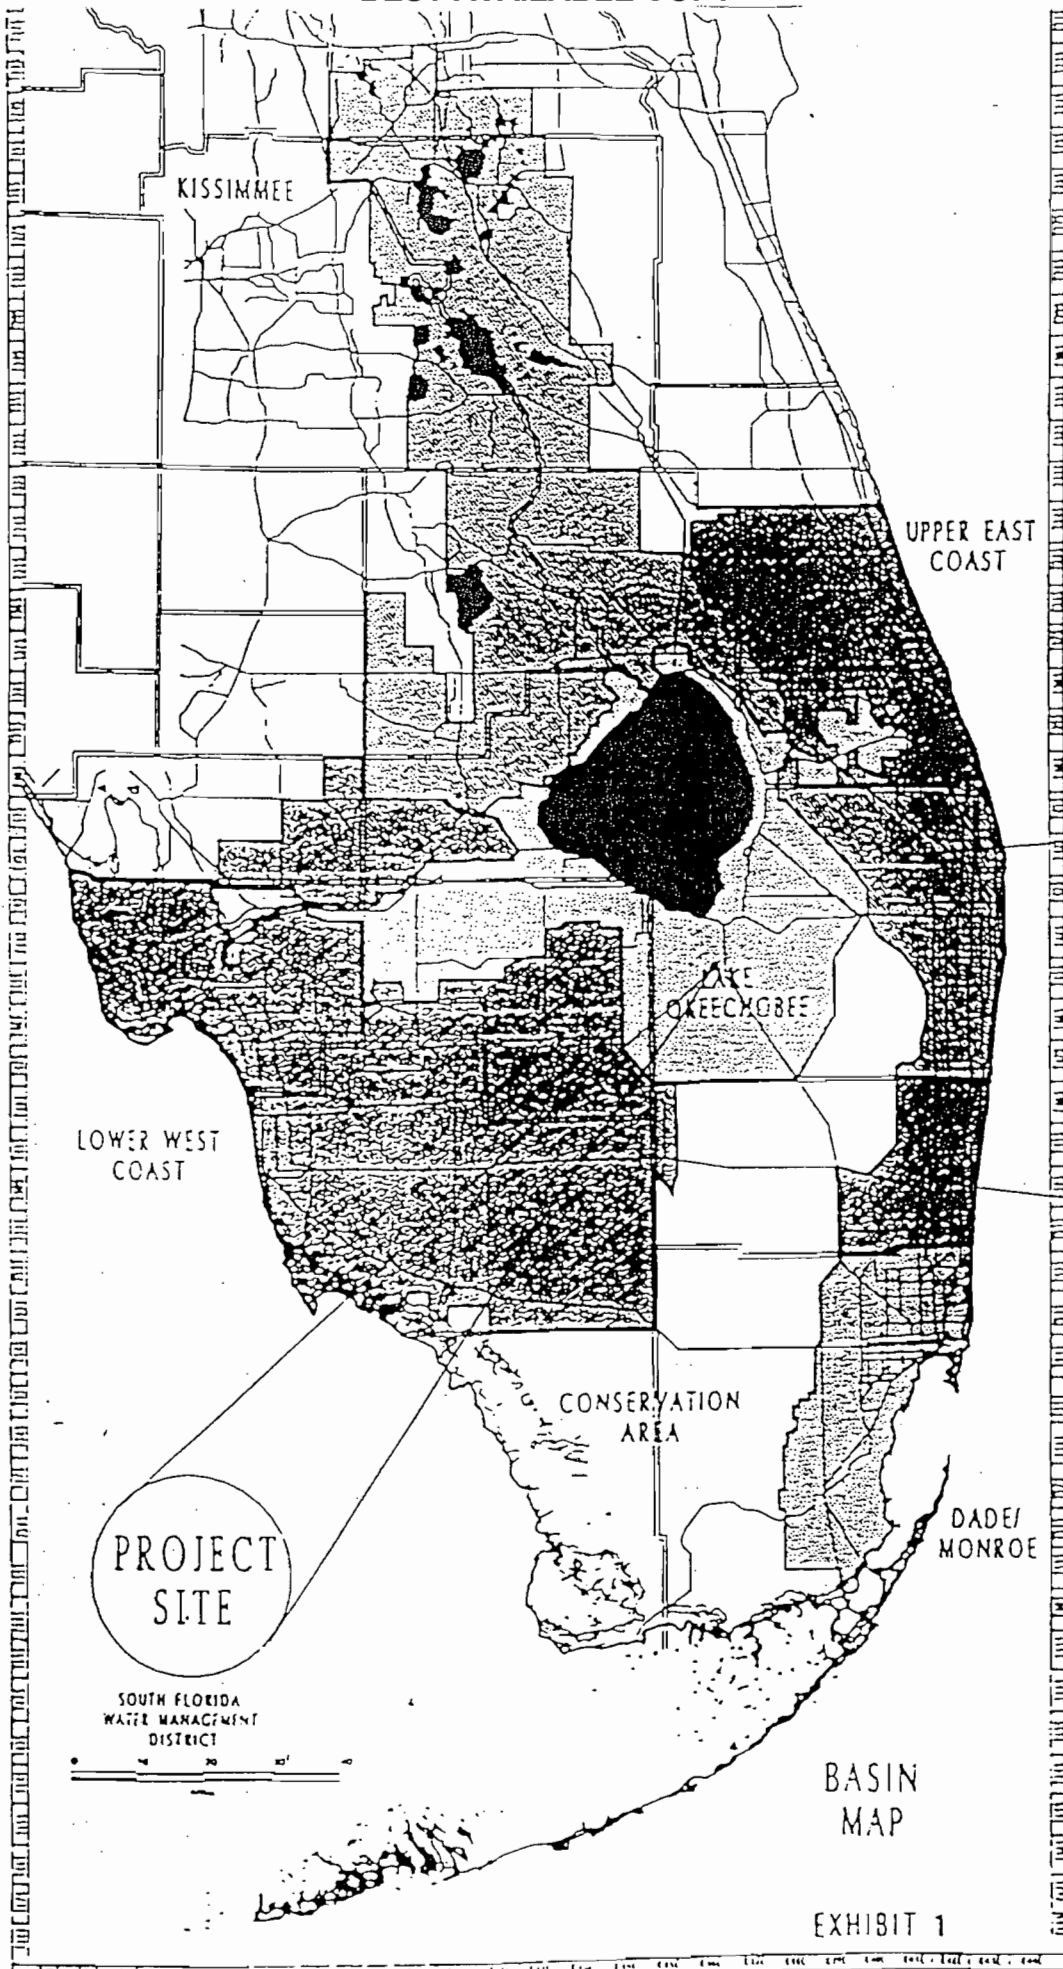 KISSIMMEE
UPPER EAST
COAST
LAKE
OKEECHOBEE
LOWER WEST
COAST
CONSERVATION
AREA
PROJECT
SITE
DADE/
MONROE
SOUTH FLORIDA
WATER MANAGEMENT
DISTRICT
BASIN
MAP
EXHIBIT 1